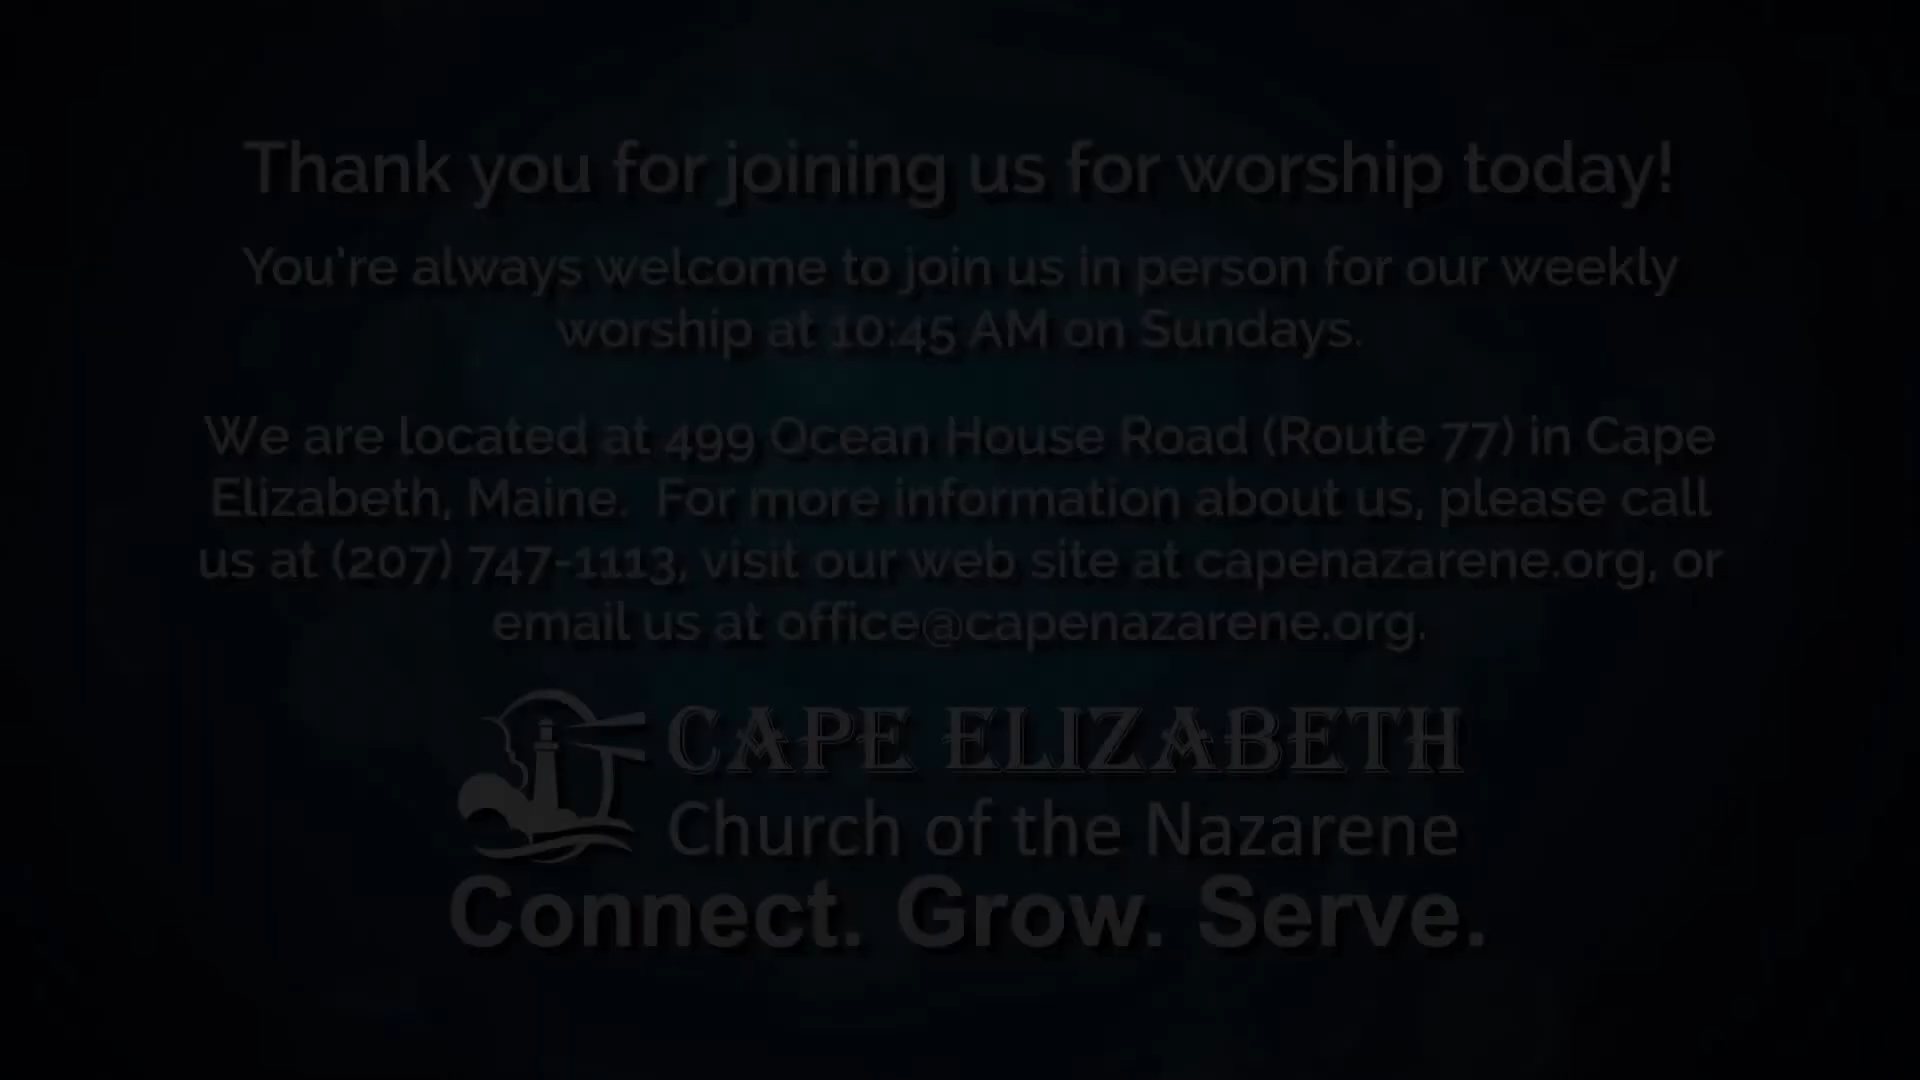 Thank you for joining us for worship today!
You're always welcome to join us in person for our weekly
worship at 10:45 AM on Sundays.
We are located at 499 Ocean House Road (Route 77) in Cape
Elizabeth, Maine.  For more information about us, please call
us at (207) 747-1113, visit our web site at capenazarene.org, or
email us at office@capenazarene.org.
CAPE ELIZABETH
Church of the Nazarene
Connect. Grow. Serve.